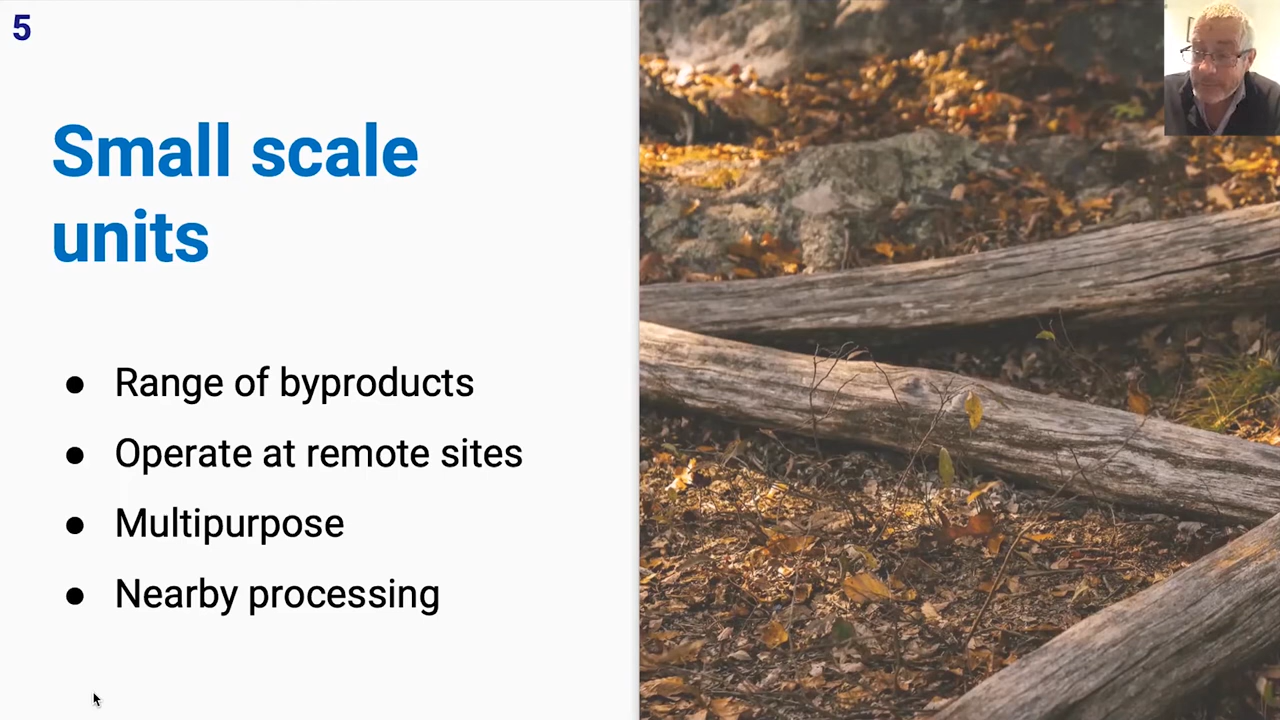 5
Small scale
units
● Range of byproducts
● Operate at remote sites
● Multipurpose
● Nearby processing